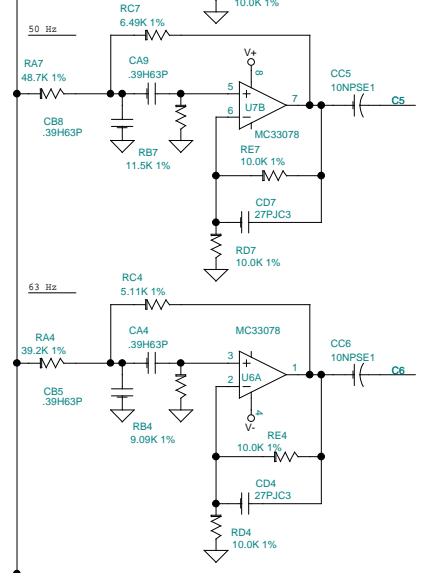 10.0K 1%
RC7
6.49K 1%
50 Hz
RA7
48.7K 1%
CA9
.39H63P
V+
8
CC5
10NPSE1
5
6
U7B
7
C5
MC33078
CB8
.39H63P
RB7
11.5K 1%
RE7
10.0K 1%
CD7
27PJC3
RD7
10.0K 1%
63 Hz
RC4
5.11K 1%
RA4
39.2K 1%
CA4
.39H63P
MC33078
CC6
10NPSE1
3
2
U6A
1
C6
4
V-
CB5
.39H63P
RB4
9.09K 1%
RE4
10.0K 1%
CD4
27PJC3
RD4
10.0K 1%